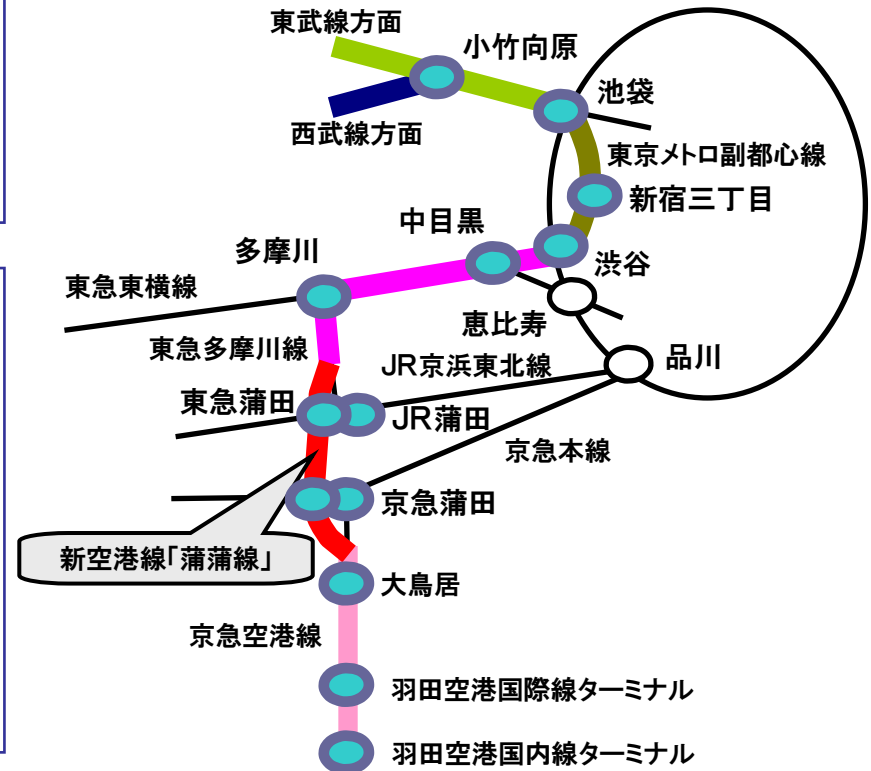 東武線方面
小竹向原
池袋
西武線方面
東京メトロ副都心線
新宿三丁目
中目黒
多摩川
渋谷
東急東横線
恵比寿
東急多摩川線
JR京浜東北線
品川
東急蒲田
JR蒲田
京急本線
京急蒲田
新空港線「蒲蒲線」
大鳥居
京急空港線
羽田空港国際線ターミナル
羽田空港国内線ターミナル